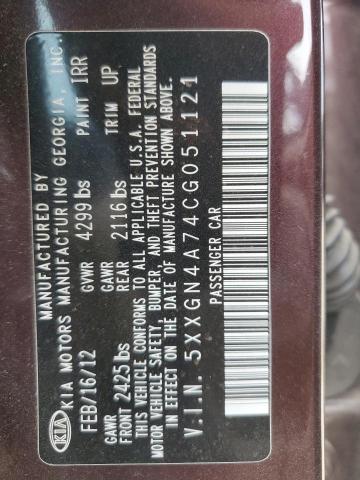 MANUFACTURED BY
KIA KIA MOTORS MANUFACTURING GEORGIA, INC.
FEB/16/12 GVWR 4299 lbs PAINT IRR
GAWR FRONT 2425 lbs GAWR REAR 2116 lbs TRIM UP
THIS VEHICLE CONFORMS TO ALL APPLICABLE U.S.A. FEDERAL
MOTOR VEHICLE SAFETY, BUMPER, AND THEFT PREVENTION STANDARDS
IN EFFECT ON THE DATE OF MANUFACTURE SHOWN ABOVE.
V.I.N. 5XXGN4A74CG051121
PASSENGER CAR